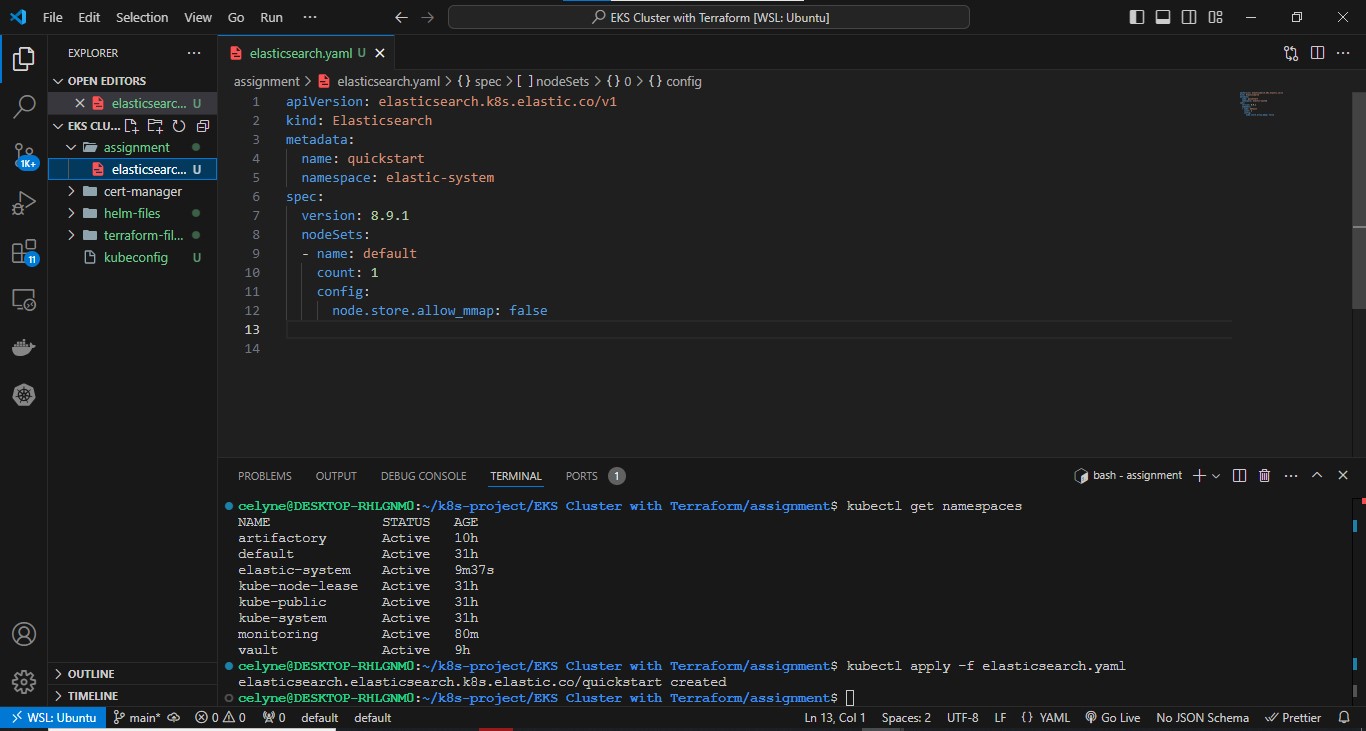 File Edit Selection View Go Run ···
EKS Cluster with Terraform [WSL: Ubuntu]
EXPLORER ···
OPEN EDITORS
elasticsearc... U
EKS CLU...
assignment
elasticsearc... U
cert-manager
helm-files
terraform-fil...
kubeconfig U
OUTLINE
TIMELINE
1K+
11
elasticsearch.yaml U
assignment > elasticsearch.yaml > {} spec > [ ] nodeSets > {} 0 > {} config
1 apiVersion: elasticsearch.k8s.elastic.co/v1
2 kind: Elasticsearch
3 metadata:
4 name: quickstart
5 namespace: elastic-system
6 spec:
7 version: 8.9.1
8 nodeSets:
9 - name: default
10 count: 1
11 config:
12 node.store.allow_mmap: false
13
14
PROBLEMS OUTPUT DEBUG CONSOLE TERMINAL PORTS 1 bash - assignment
celyne@DESKTOP-RHLGNM0:~/k8s-project/EKS Cluster with Terraform/assignment$ kubectl get namespaces
NAME STATUS AGE
artifactory Active 10h
default Active 31h
elastic-system Active 9m37s
kube-node-lease Active 31h
kube-public Active 31h
kube-system Active 31h
monitoring Active 80m
vault Active 9h
celyne@DESKTOP-RHLGNM0:~/k8s-project/EKS Cluster with Terraform/assignment$ kubectl apply -f elasticsearch.yaml
elasticsearch.elasticsearch.k8s.elastic.co/quickstart created
celyne@DESKTOP-RHLGNM0:~/k8s-project/EKS Cluster with Terraform/assignment$
WSL: Ubuntu main* 0 0 0 default default Ln 13, Col 1 Spaces: 2 UTF-8 LF {} YAML Go Live No JSON Schema Prettier